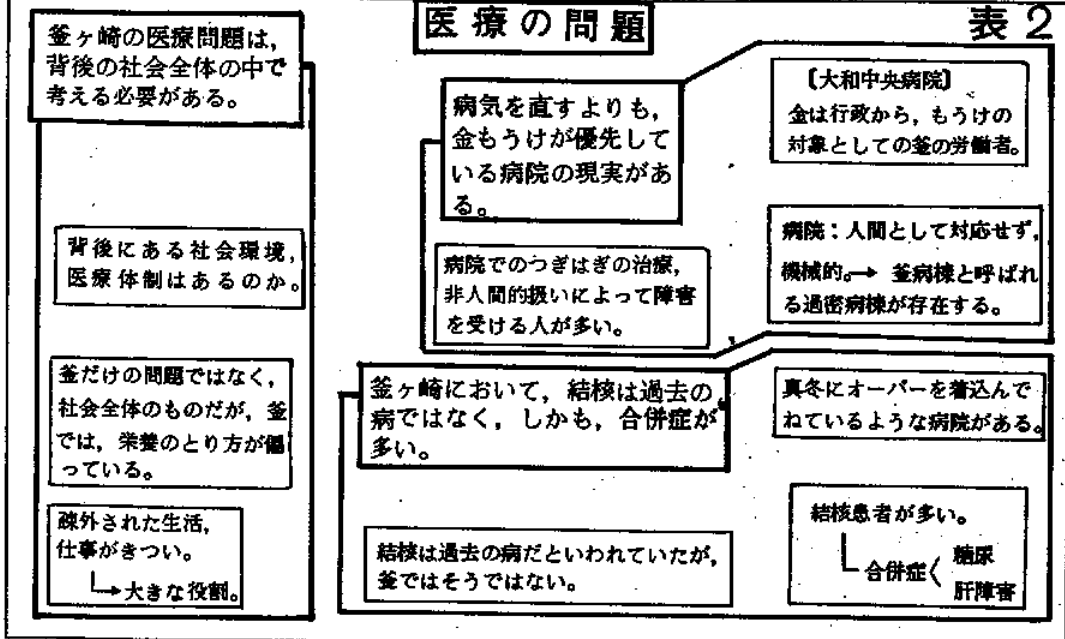 医療の問題
表2
釜ヶ崎の医療問題は,
背後の社会全体の中で
考える必要がある。
背後にある社会環境,
医療体制はあるのか。
釜だけの問題ではなく,
社会全体のものだが, 釜
では, 栄養のとり方が偏
っている。
疎外された生活,
仕事がきつい。
→大きな役割。
病気を直すよりも,
金もうけが優先して
いる病院の現実があ
る。
病院でのつぎはぎの治療,
非人間的扱いによって障害
を受ける人が多い。
〔大和中央病院〕
金は行政から, もうけの
対象としての釜の労働者。
病院：人間として対応せず,
機械的。→ 釜病棟と呼ばれ
る過密病棟が存在する。
釜ヶ崎において, 結核は過去の
病ではなく, しかも, 合併症が
多い。
結核は過去の病だといわれていたが,
釜ではそうではない。
真冬にオーバーを着込んで
ねているような病院がある。
結核患者が多い。
合併症〈 糖尿
肝障害